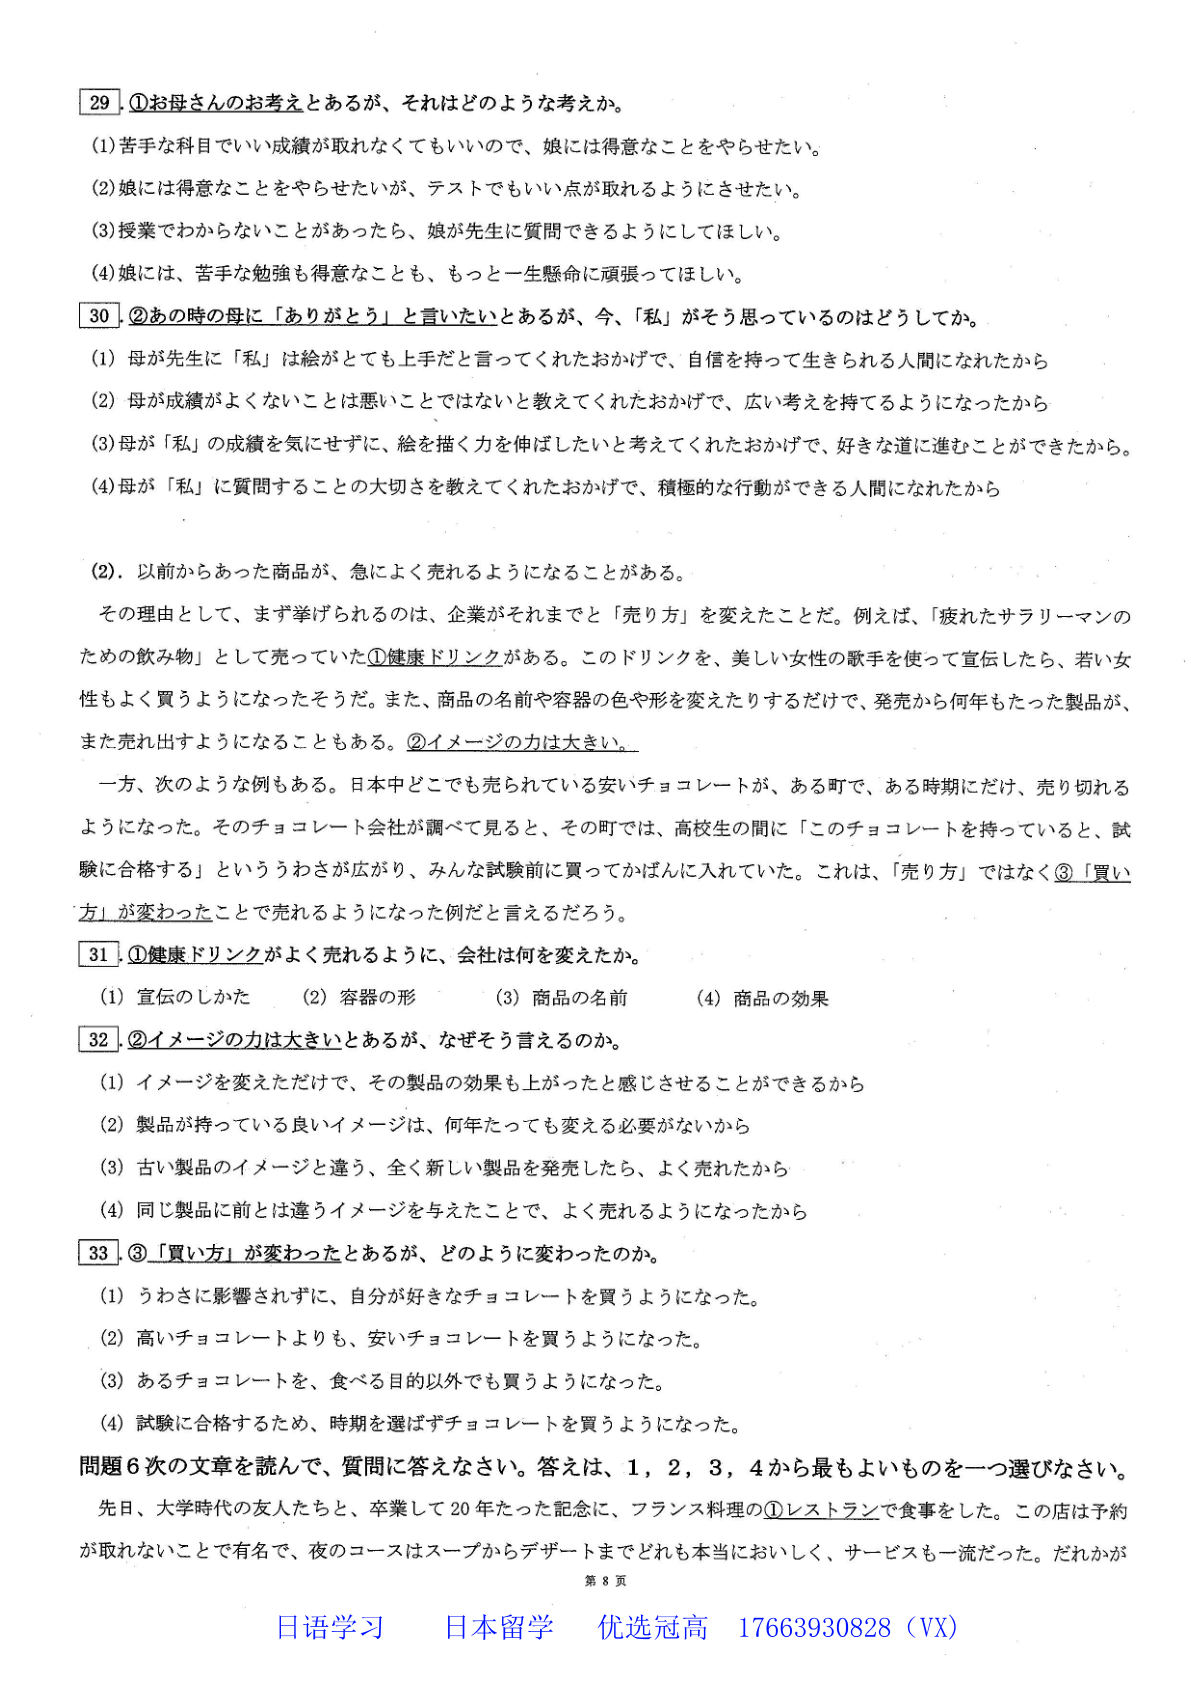 29.①お母さんのお考えとあるが、それはどのような考えか。
(1)苦手な科目でいい成績が取れなくてもいいので、娘には得意なことをやらせたい。
(2)娘には得意なことをやらせたいが、テストでもいい点が取れるようにさせたい。
(3)授業でわからないことがあったら、娘が先生に質問できるようにしてほしい。
(4)娘には、苦手な勉強も得意なことも、もっと一生懸命に頑張ってほしい。
30.②あの時の母に「ありがとう」と言いたいとあるが、今、「私」がそう思っているのはどうしてか。
(1) 母が先生に「私」は絵がとても上手だと言ってくれたおかげで、自信を持って生きられる人間になれたから
(2) 母が成績がよくないことは悪いことではないと教えてくれたおかげで、広い考えを持てるようになったから
(3)母が「私」の成績を気にせずに、絵を描く力を伸ばしたいと考えてくれたおかげで、好きな道に進むことができたから。
(4)母が「私」に質問することの大切さを教えてくれたおかげで、積極的な行動ができる人間になれたから
(2). 以前からあった商品が、急によく売れるようになることがある。
その理由として、まず挙げられるのは、企業がそれまでと「売り方」を変えたことだ。例えば、「疲れたサラリーマンの
ための飲み物」として売っていた①健康ドリンクがある。このドリンクを、美しい女性の歌手を使って宣伝したら、若い女
性もよく買うようになったそうだ。また、商品の名前や容器の色や形を変えたりするだけで、発売から何年もたった製品が、
また売れ出すようになることもある。②イメージの力は大きい。
一方、次のような例もある。日本中どこでも売られている安いチョコレートが、ある町で、ある時期にだけ、売り切れる
ようになった。そのチョコレート会社が調べて見ると、その町では、高校生の間に「このチョコレートを持っていると、試
験に合格する」といううわさが広がり、みんな試験前に買ってかばんに入れていた。これは、「売り方」ではなく③「買い
方」が変わったことで売れるようになった例だと言えるだろう。
31.①健康ドリンクがよく売れるように、会社は何を変えたか。
(1) 宣伝のしかた (2) 容器の形 (3) 商品の名前 (4) 商品の効果
32.②イメージの力は大きいとあるが、なぜそう言えるのか。
(1) イメージを変えただけで、その製品の効果も上がったと感じさせることができるから
(2) 製品が持っている良いイメージは、何年たっても変える必要がないから
(3) 古い製品のイメージと違う、全く新しい製品を発売したら、よく売れたから
(4) 同じ製品に前とは違うイメージを与えたことで、よく売れるようになったから
33.③「買い方」が変わったとあるが、どのように変わったのか。
(1) うわさに影響されずに、自分が好きなチョコレートを買うようになった。
(2) 高いチョコレートよりも、安いチョコレートを買うようになった。
(3) あるチョコレートを、食べる目的以外でも買うようになった。
(4) 試験に合格するため、時期を選ばずチョコレートを買うようになった。
問題6次の文章を読んで、質問に答えなさい。答えは、1，2，3，4から最もよいものを一つ選びなさい。
先日、大学時代の友人たちと、卒業して20年たった記念に、フランス料理の①レストランで食事をした。この店は予約
が取れないことで有名で、夜のコースはスープからデザートまでどれも本当においしく、サービスも一流だった。だれかが
第 8 页
日语学习 日本留学 优选冠高 17663930828（VX)